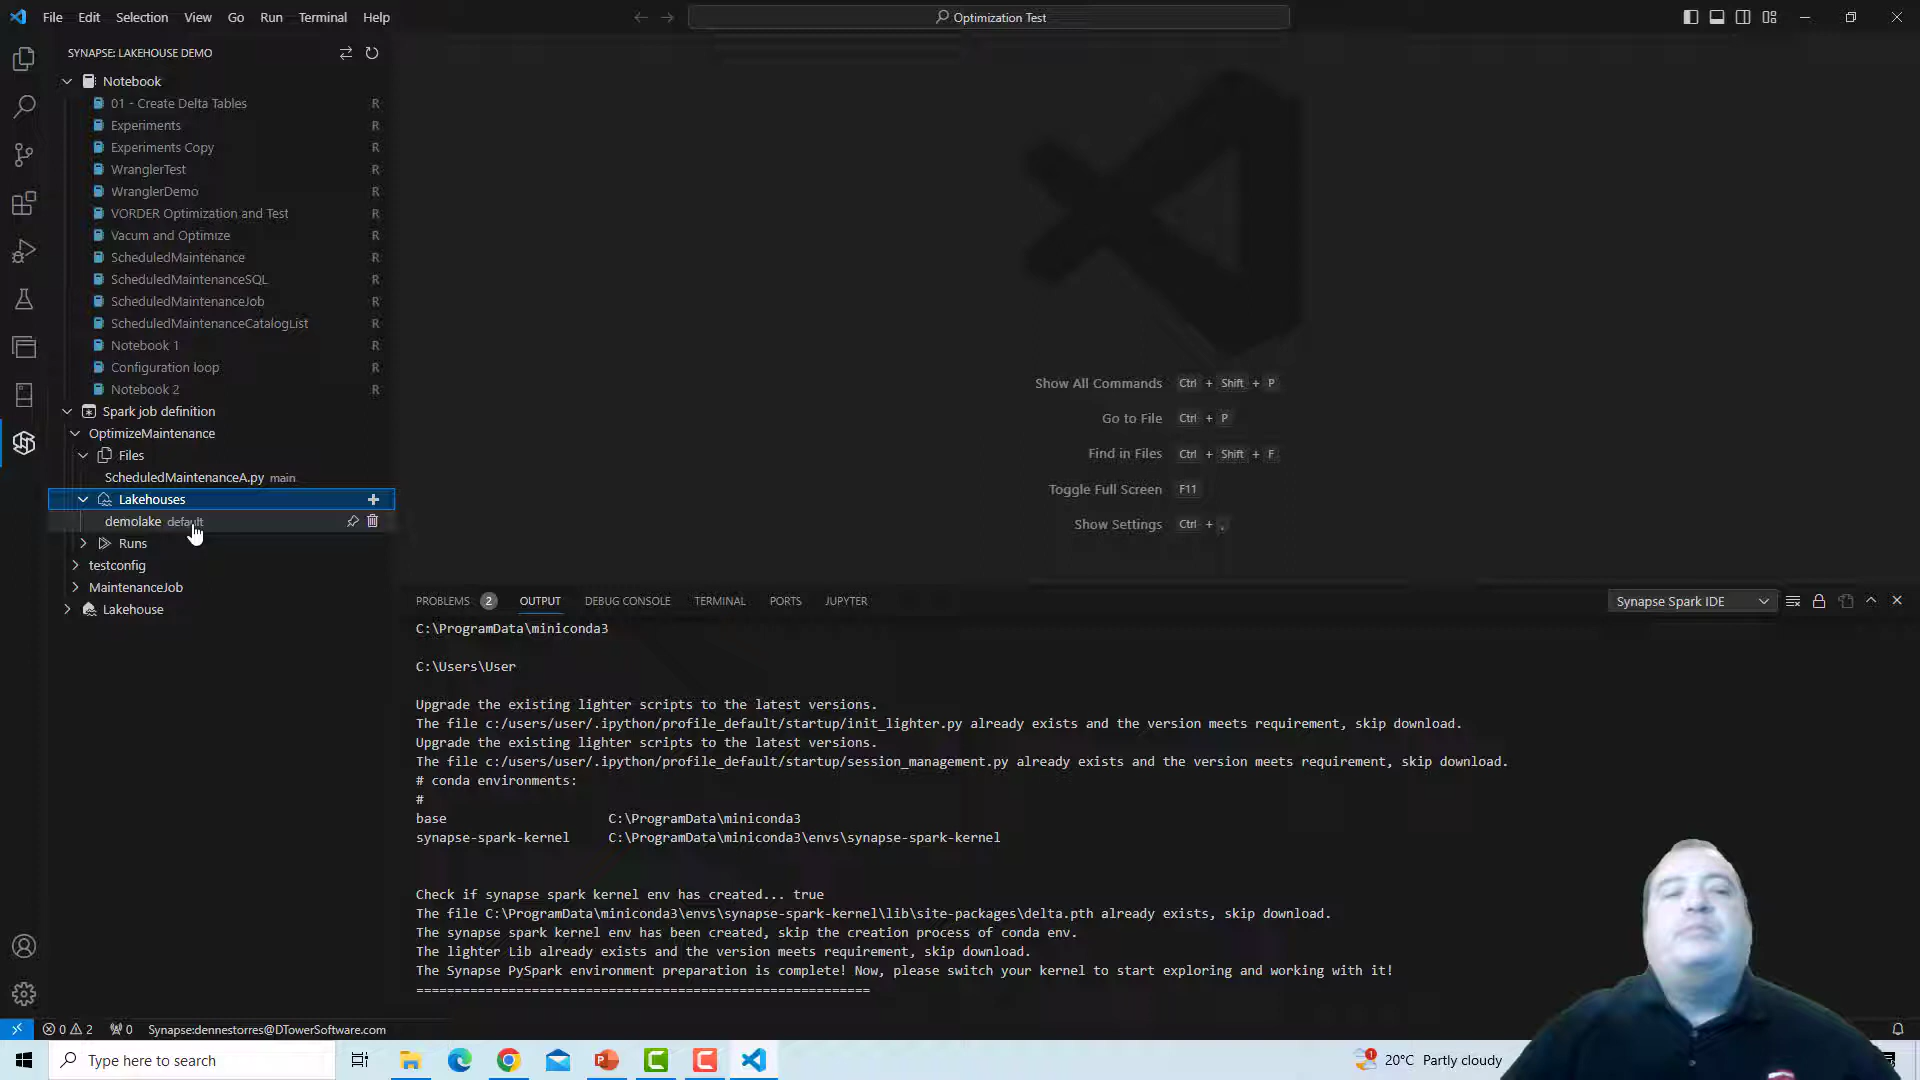 File Edit Selection View Go Run Terminal Help
Optimization Test
SYNAPSE: LAKEHOUSE DEMO
Notebook
01 - Create Delta Tables R
Experiments R
Experiments Copy R
WranglerTest R
WranglerDemo R
VORDER Optimization and Test R
Vacum and Optimize R
ScheduledMaintenance R
ScheduledMaintenanceSQL R
ScheduledMaintenanceJob R
ScheduledMaintenanceCatalogList R
Notebook 1 R
Configuration loop R
Notebook 2 R
Spark job definition
OptimizeMaintenance
Files
ScheduledMaintenanceA.py main
Lakehouses
demolake default
Runs
testconfig
MaintenanceJob
Lakehouse
Show All Commands Ctrl + Shift + P
Go to File Ctrl + P
Find in Files Ctrl + Shift + F
Toggle Full Screen F11
Show Settings Ctrl + ,
PROBLEMS 2 OUTPUT DEBUG CONSOLE TERMINAL PORTS JUPYTER
Synapse Spark IDE
C:\ProgramData\miniconda3
C:\Users\User
Upgrade the existing lighter scripts to the latest versions.
The file c:/users/user/.ipython/profile_default/startup/init_lighter.py already exists and the version meets requirement, skip download.
Upgrade the existing lighter scripts to the latest versions.
The file c:/users/user/.ipython/profile_default/startup/session_management.py already exists and the version meets requirement, skip download.
# conda environments:
#
base C:\ProgramData\miniconda3
synapse-spark-kernel C:\ProgramData\miniconda3\envs\synapse-spark-kernel
Check if synapse spark kernel env has created... true
The file C:\ProgramData\miniconda3\envs\synapse-spark-kernel\lib\site-packages\delta.pth already exists, skip download.
The synapse spark kernel env has been created, skip the creation process of conda env.
The lighter Lib already exists and the version meets requirement, skip download.
The Synapse PySpark environment preparation is complete! Now, please switch your kernel to start exploring and working with it!
===========================================================
0 2 0 Synapse:dennestorres@DTowerSoftware.com
Type here to search
1 20°C Partly cloudy